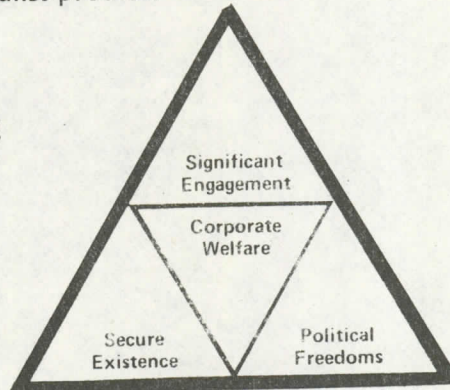 Significant
Engagement
Corporate
Welfare
Secure
Existence
Political
Freedoms